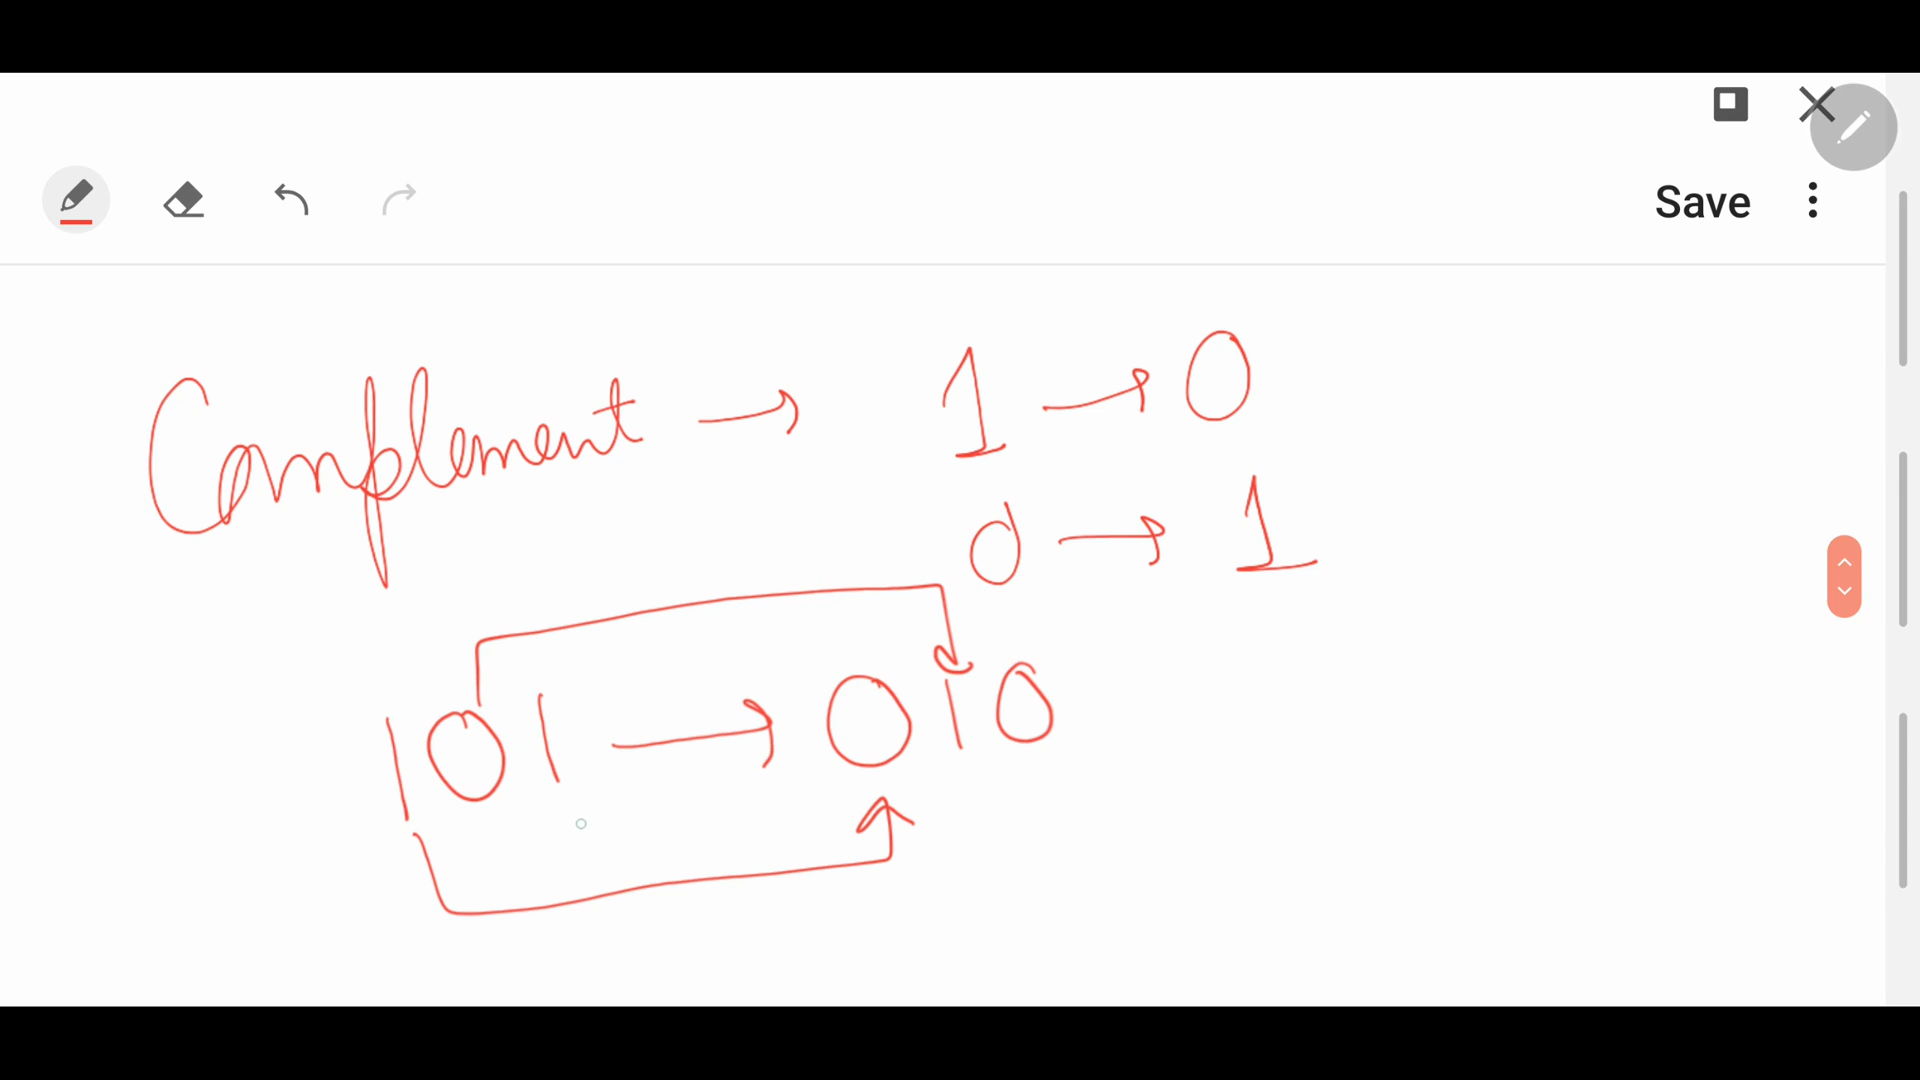 Save
Complement → 1 → 0
0 → 1
101 → 010